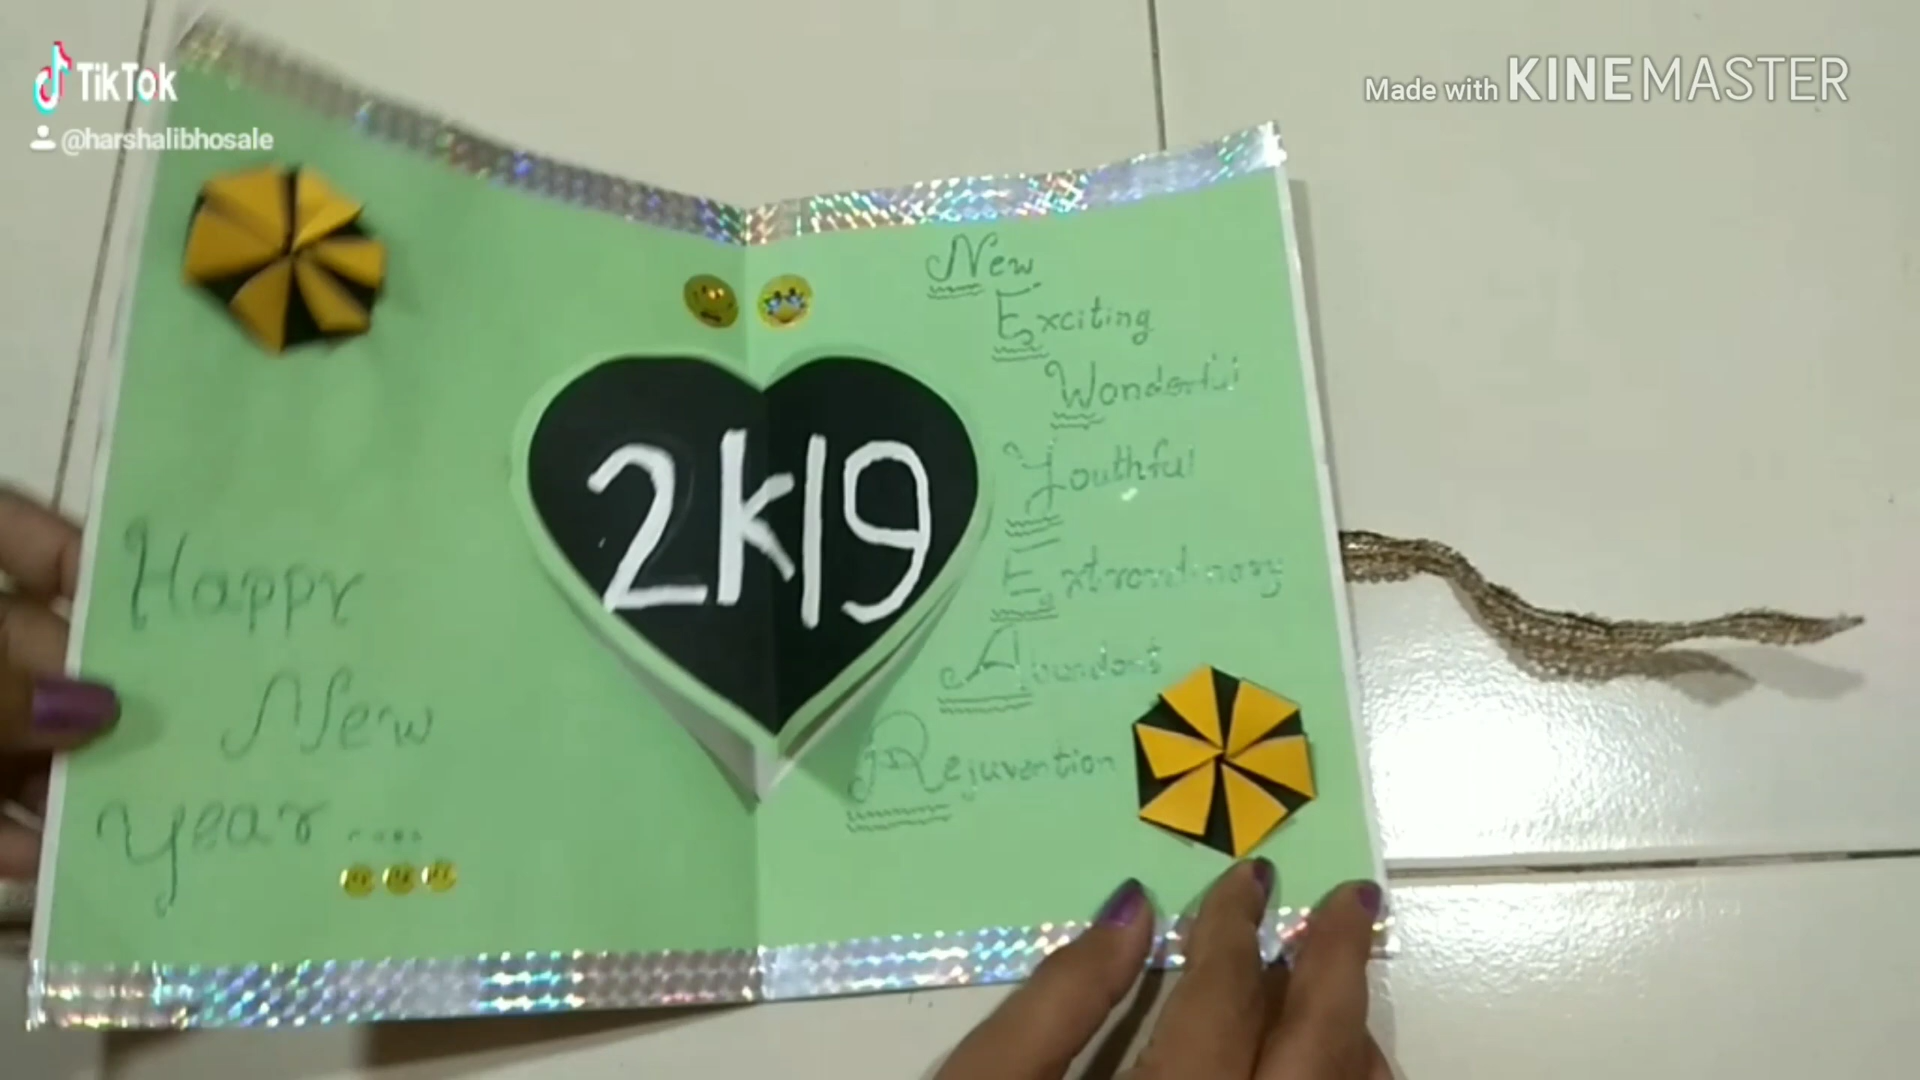 TikTok
@harshalibhosale
Made with KINEMASTER
Happy
New
Year....
2k19
New
Exciting
Wonderful
Youthful
Extraordinary
Abundant
Rejuvention